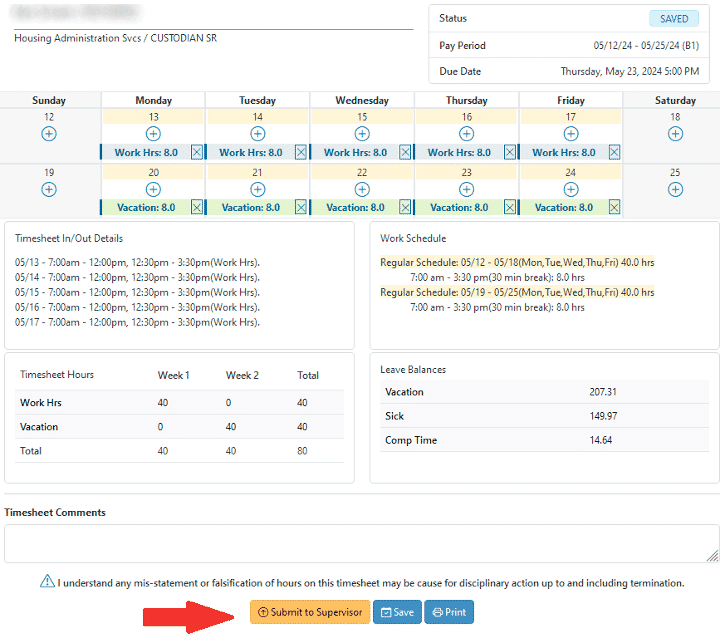 Housing Administration Svcs / CUSTODIAN SR
Status SAVED
Pay Period 05/12/24 - 05/25/24 (B1)
Due Date Thursday, May 23, 2024 5:00 PM
Sunday Monday Tuesday Wednesday Thursday Friday Saturday
12 13 14 15 16 17 18
Work Hrs: 8.0 Work Hrs: 8.0 Work Hrs: 8.0 Work Hrs: 8.0 Work Hrs: 8.0
19 20 21 22 23 24 25
Vacation: 8.0 Vacation: 8.0 Vacation: 8.0 Vacation: 8.0 Vacation: 8.0
Timesheet In/Out Details
05/13 - 7:00am - 12:00pm, 12:30pm - 3:30pm(Work Hrs).
05/14 - 7:00am - 12:00pm, 12:30pm - 3:30pm(Work Hrs).
05/15 - 7:00am - 12:00pm, 12:30pm - 3:30pm(Work Hrs).
05/16 - 7:00am - 12:00pm, 12:30pm - 3:30pm(Work Hrs).
05/17 - 7:00am - 12:00pm, 12:30pm - 3:30pm(Work Hrs).
Work Schedule
Regular Schedule: 05/12 - 05/18(Mon,Tue,Wed,Thu,Fri) 40.0 hrs
7:00 am - 3:30 pm(30 min break): 8.0 hrs
Regular Schedule: 05/19 - 05/25(Mon,Tue,Wed,Thu,Fri) 40.0 hrs
7:00 am - 3:30 pm(30 min break): 8.0 hrs
Timesheet Hours Week 1 Week 2 Total
Work Hrs 40 0 40
Vacation 0 40 40
Total 40 40 80
Leave Balances
Vacation 207.31
Sick 149.97
Comp Time 14.64
Timesheet Comments
I understand any mis-statement or falsification of hours on this timesheet may be cause for disciplinary action up to and including termination.
Submit to Supervisor Save Print